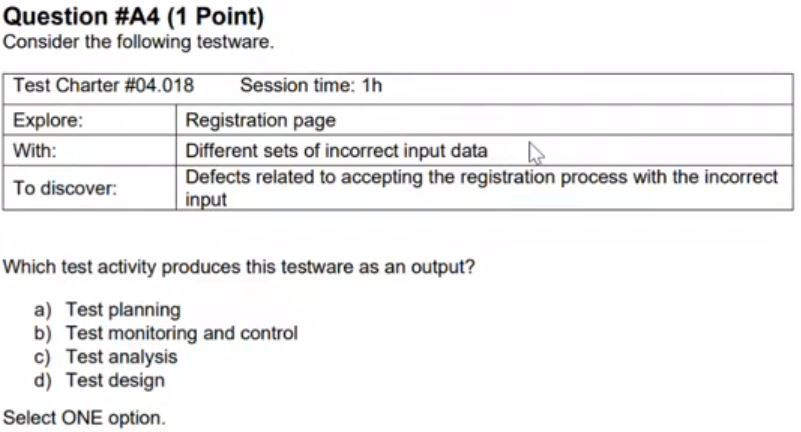 Question #A4 (1 Point)
Consider the following testware.
Test Charter #04.018 Session time: 1h
Explore: Registration page
With: Different sets of incorrect input data
To discover: Defects related to accepting the registration process with the incorrect
input
Which test activity produces this testware as an output?
a) Test planning
b) Test monitoring and control
c) Test analysis
d) Test design
Select ONE option.